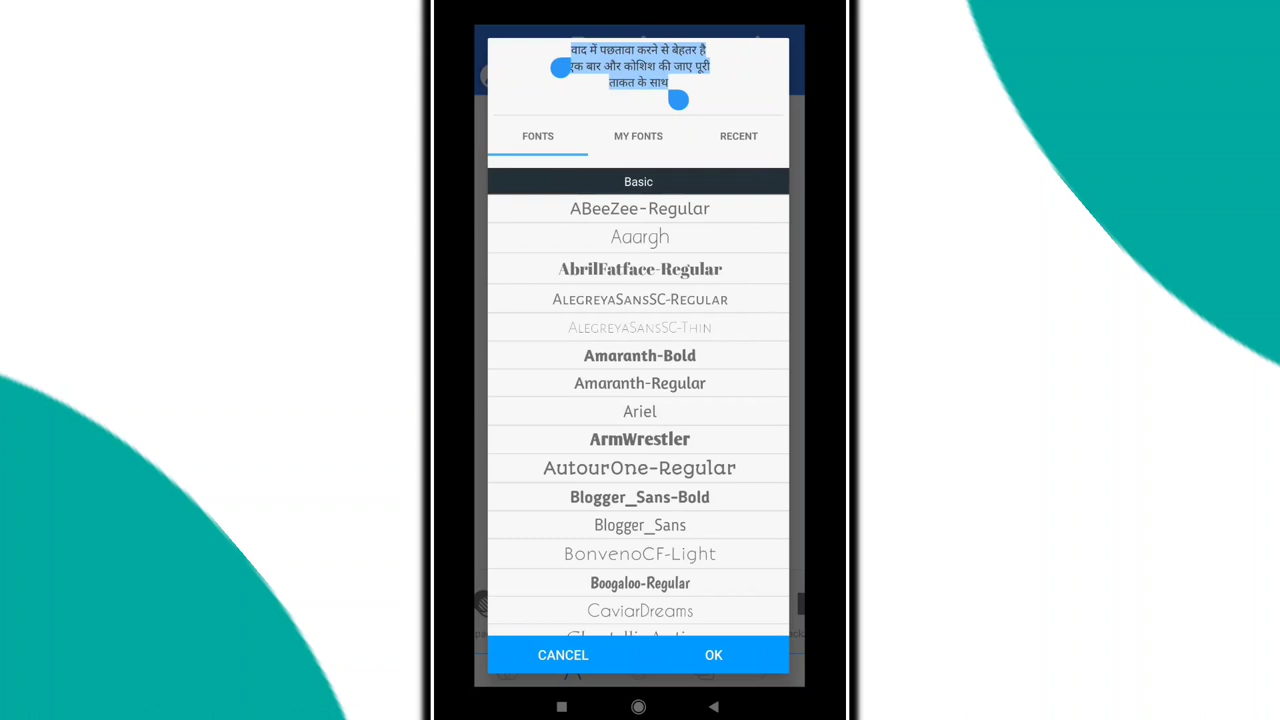 वाद में पछतावा करने से बेहतर है
एक बार और कोशिश की जाए पूरी
ताकत के साथ
FONTS MY FONTS RECENT
Basic
ABeeZee-Regular
Aaargh
AbrilFatface-Regular
AlegreyaSansSC-Regular
AlegreyaSansSC-Thin
Amaranth-Bold
Amaranth-Regular
Ariel
ArmWrestler
AutourOne-Regular
Blogger_Sans-Bold
Blogger_Sans
BonvenoCF-Light
Boogaloo-Regular
CaviarDreams
CANCEL OK